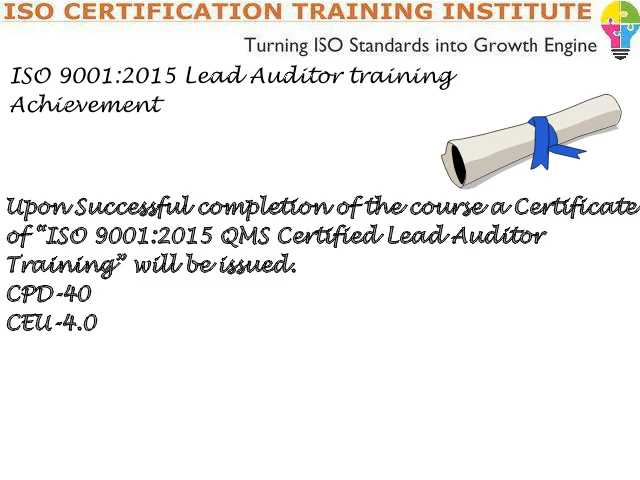 ISO CERTIFICATION TRAINING INSTITUTE
Turning ISO Standards into Growth Engine
ISO 9001:2015 Lead Auditor training
Achievement
Upon Successful completion of the course a Certificate
of “ISO 9001:2015 QMS Certified Lead Auditor
Training” will be issued.
CPD-40
CEU-4.0